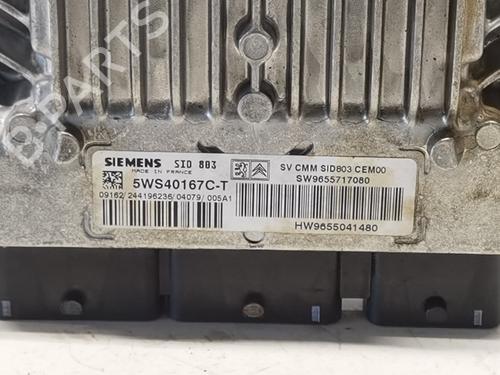 B-PARTS
SIEMENS SID 803
MADE IN FRANCE
5WS40167C-T
09162/244196236/04079/005A1
SV CMM SID803 CEM00
SW9655717080
HW9655041480